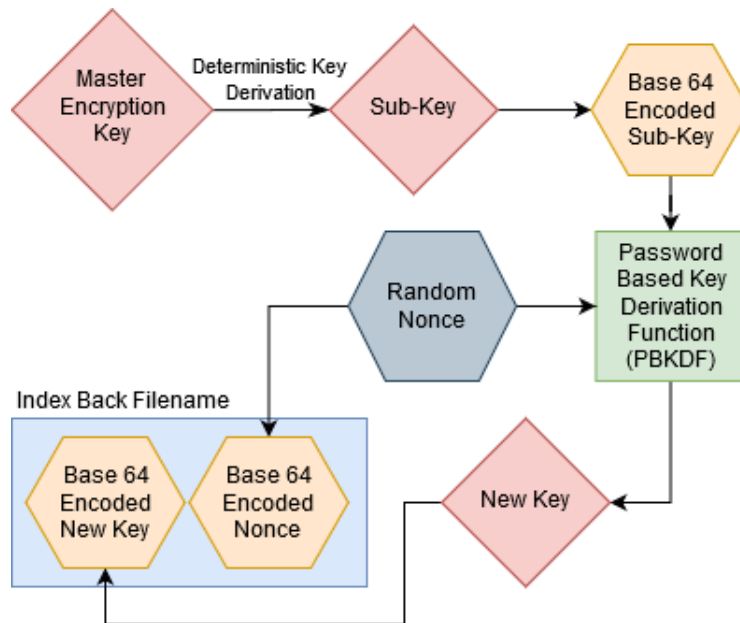 Master
Encryption
Key
Deterministic Key
Derivation
Sub-Key
Base 64
Encoded
Sub-Key
Random
Nonce
Password
Based Key
Derivation
Function
(PBKDF)
Index Back Filename
Base 64
Encoded
New Key
Base 64
Encoded
Nonce
New Key